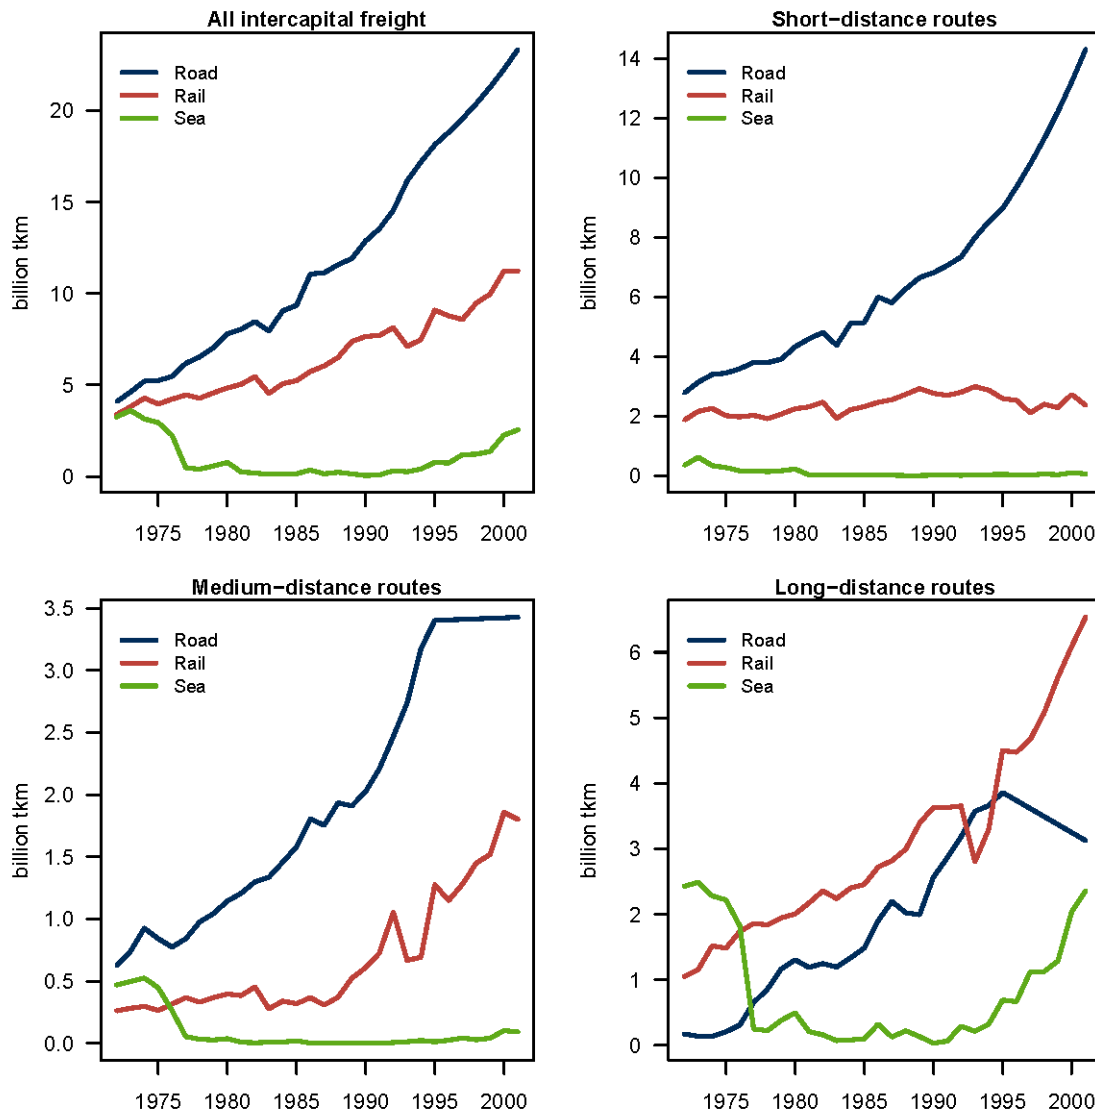 All intercapital freight
billion tkm
20
15
10
5
0
Road
Rail
Sea
1975 1980 1985 1990 1995 2000
Short−distance routes
billion tkm
14
12
10
8
6
4
2
0
Road
Rail
Sea
1975 1980 1985 1990 1995 2000
Medium−distance routes
billion tkm
3.5
3.0
2.5
2.0
1.5
1.0
0.5
0.0
Road
Rail
Sea
1975 1980 1985 1990 1995 2000
Long−distance routes
billion tkm
6
5
4
3
2
1
0
Road
Rail
Sea
1975 1980 1985 1990 1995 2000